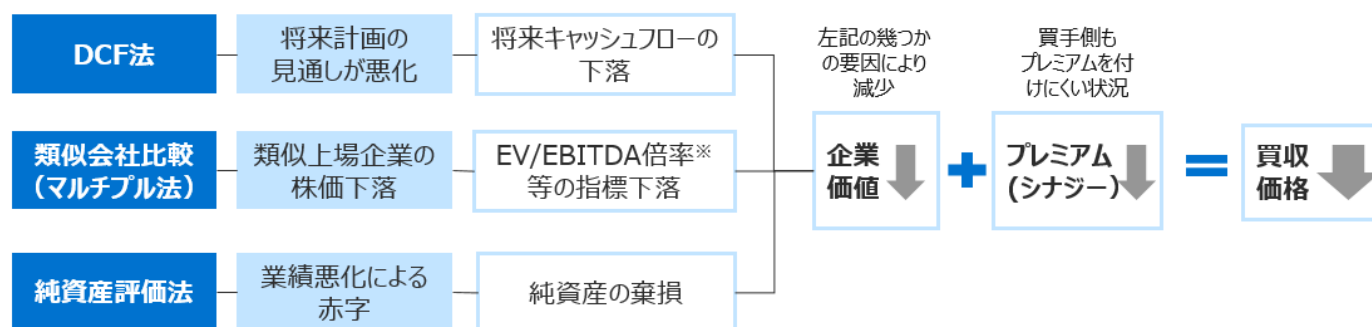 DCF法
将来計画の
見通しが悪化
将来キャッシュフローの
下落
類似会社比較
（マルチプル法）
類似上場企業の
株価下落
EV/EBITDA倍率※
等の指標下落
純資産評価法
業績悪化による
赤字
純資産の棄損
左記の幾つか
の要因により
減少
企業
価値
買手側も
プレミアムを付
けにくい状況
プレミアム
(シナジー)
買収
価格